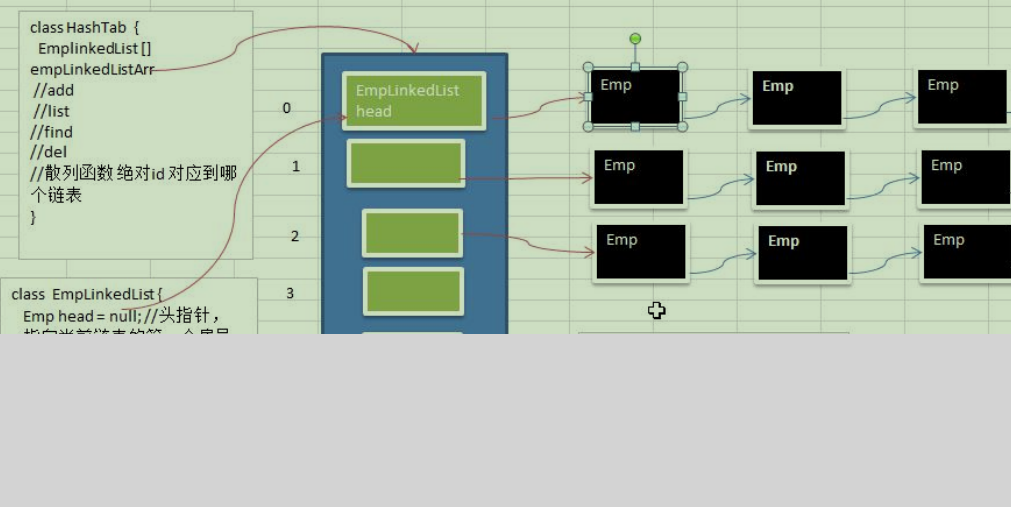 class HashTab {
EmplinkedList []
empLinkedListArr
//add
//list
//find
//del
//散列函数 绝对id 对应到哪
个链表
}
class EmpLinkedList {
Emp head = null; //头指针，
0
1
2
3
EmpLinkedList
head
Emp
Emp
Emp
Emp
Emp
Emp
Emp
Emp
Emp